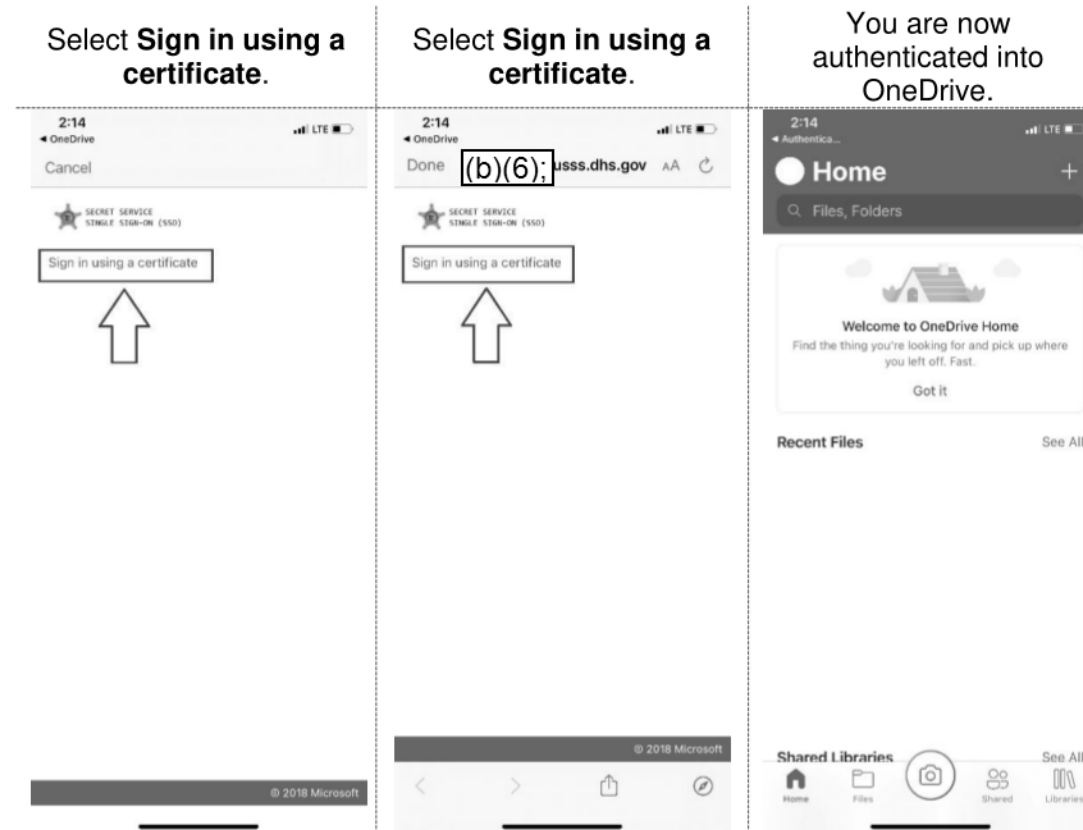 Select Sign in using a
certificate.
2:14
LTE
◀ OneDrive
Cancel
SECRET SERVICE
SINGLE SIGN-ON (SSO)
Sign in using a certificate
© 2018 Microsoft
Select Sign in using a
certificate.
2:14
LTE
◀ OneDrive
Done (b)(6); usss.dhs.gov AA
SECRET SERVICE
SINGLE SIGN-ON (SSO)
Sign in using a certificate
© 2018 Microsoft
You are now
authenticated into
OneDrive.
2:14
LTE
◀ Authentica...
Home +
Files, Folders
Welcome to OneDrive Home
Find the thing you're looking for and pick up where
you left off. Fast.
Got it
Recent Files See All
Shared Libraries See All
Home Files Shared Libraries